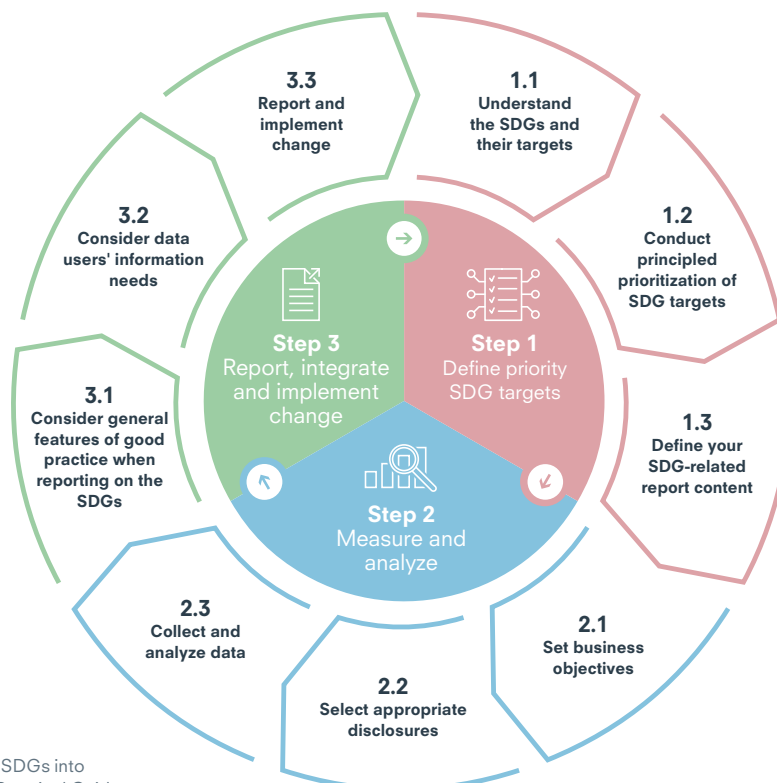 3.3
Report and
implement
change
1.1
Understand
the SDGs and
their targets
3.2
Consider data
users' information
needs
1.2
Conduct
principled
prioritization of
SDG targets
Step 3
Report, integrate
and implement
change
Step 1
Define priority
SDG targets
3.1
Consider general
features of good
practice when
reporting on the
SDGs
1.3
Define your
SDG-related
report content
Step 2
Measure and
analyze
2.3
Collect and
analyze data
2.1
Set business
objectives
2.2
Select appropriate
disclosures
SDGs into